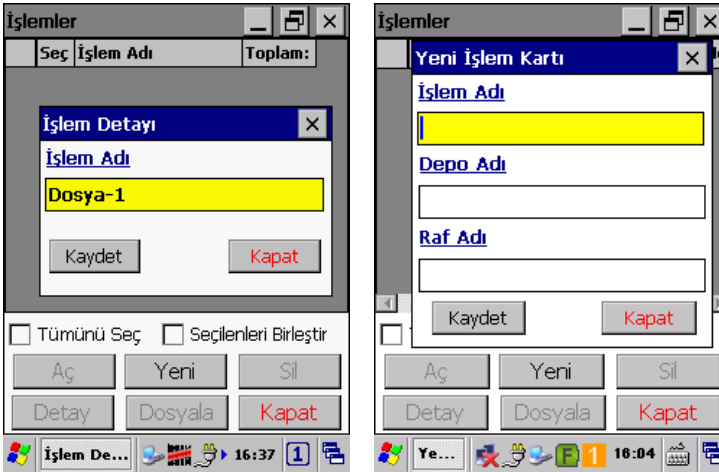 İşlemler
Seç İşlem Adı Toplam:
İşlem Detayı
İşlem Adı
Dosya-1
Kaydet Kapat
Tümünü Seç Seçilenleri Birleştir
Aç Yeni Sil
Detay Dosyala Kapat
İşlem De... 16:37 1
İşlemler
Yeni İşlem Kartı
İşlem Adı
Depo Adı
Raf Adı
Kaydet Kapat
Aç Yeni Sil
Detay Dosyala Kapat
Ye... F 1 16:04